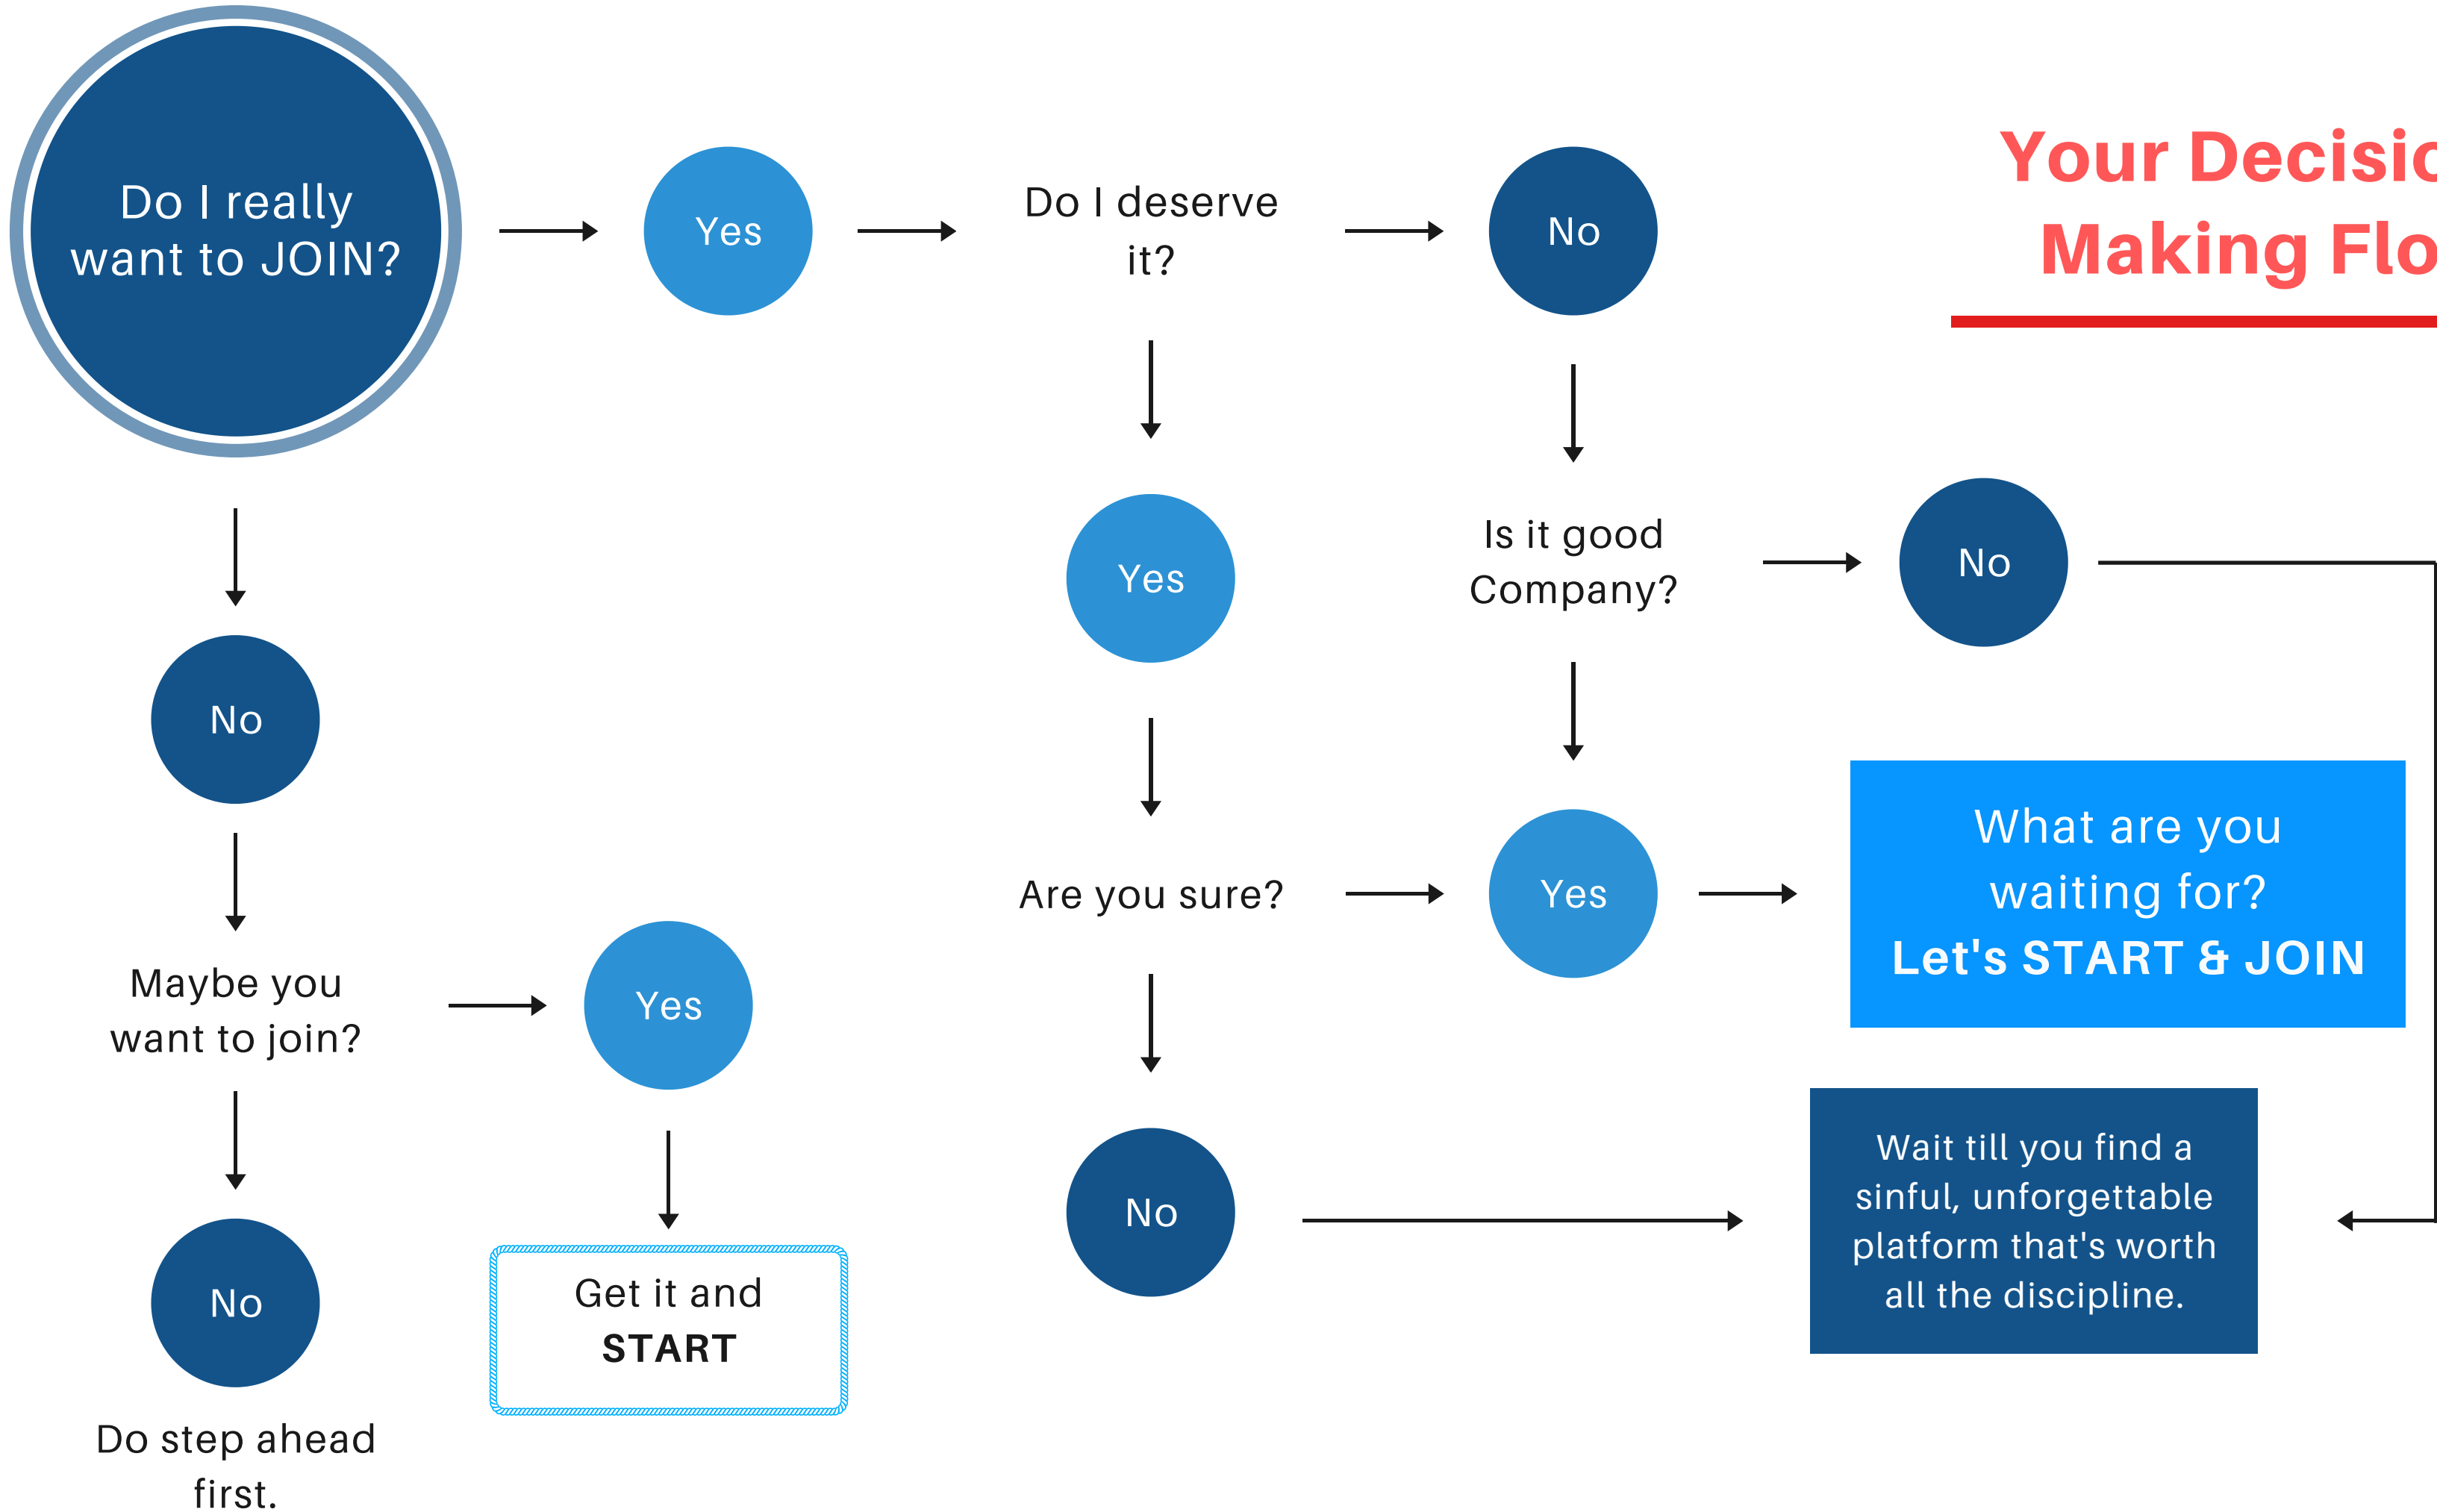 Do I really
want to JOIN?
Yes
Do I deserve
it?
No
Your Decisio
Making Flo
Yes
Is it good
Company?
No
No
What are you
waiting for?
Let's START & JOIN
Are you sure?
Yes
Maybe you
want to join?
Yes
Wait till you find a
sinful, unforgettable
platform that's worth
all the discipline.
No
No
Get it and
START
Do step ahead
first.